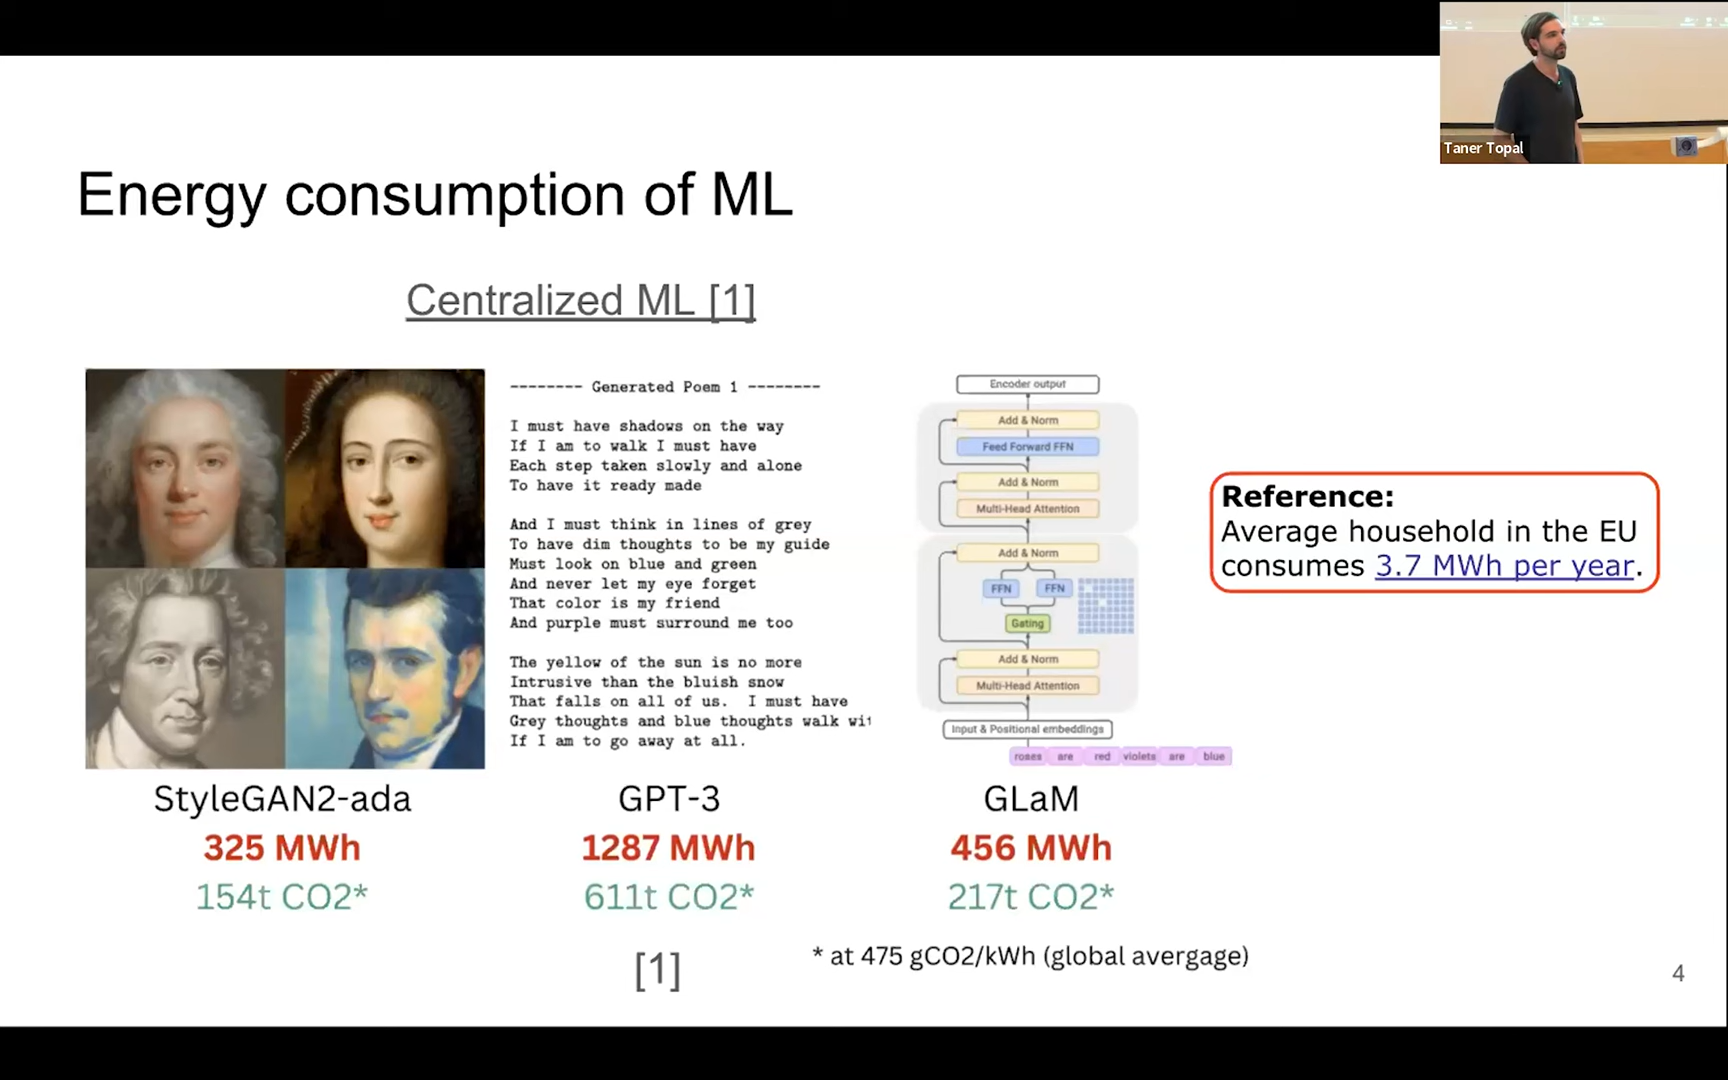 Taner Topal
Energy consumption of ML
Centralized ML [1]
-------- Generated Poem 1 --------
I must have shadows on the way
If I am to walk I must have
Each step taken slowly and alone
To have it ready made
And I must think in lines of grey
To have dim thoughts to be my guide
Must look on blue and green
And never let my eye forget
That color is my friend
And purple must surround me too
The yellow of the sun is no more
Intrusive than the bluish snow
That falls on all of us. I must have
Grey thoughts and blue thoughts walk
If I am to go away at all.
Encoder output
Add & Norm
Feed Forward FFN
Add & Norm
Multi-Head Attention
Add & Norm
FFN FFN
Gating
Add & Norm
Multi-Head Attention
Input & Positional embeddings
roses are red violets are blue
Reference:
Average household in the EU
consumes 3.7 MWh per year.
StyleGAN2-ada
325 MWh
154t CO2*
GPT-3
1287 MWh
611t CO2*
GLaM
456 MWh
217t CO2*
* at 475 gCO2/kWh (global avergage)
[1]
4